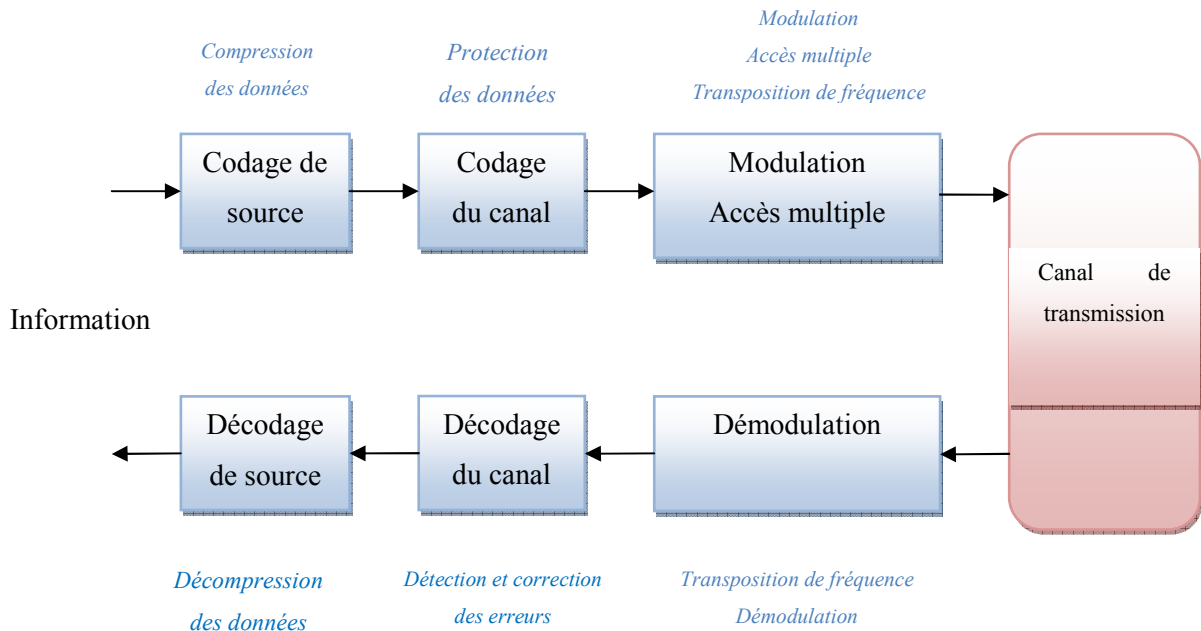 Modulation
Compression
Protection
Accès multiple
des données
des données
Transposition de fréquence
Codage de
source
Codage
du canal
Modulation
Accès multiple
Canal de
transmission
Information
Décodage
de source
Décodage
du canal
Démodulation
Décompression
des données
Détection et correction
des erreurs
Transposition de fréquence
Démodulation